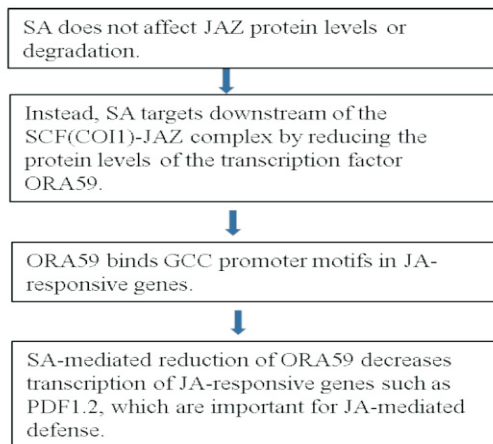 SA does not affect JAZ protein levels or
degradation.
Instead, SA targets downstream of the
SCF(COI1)-JAZ complex by reducing the
protein levels of the transcription factor
ORA59.
ORA59 binds GCC promoter motifs in JA-
responsive genes.
SA-mediated reduction of ORA59 decreases
transcription of JA-responsive genes such as
PDF1.2, which are important for JA-mediated
defense.